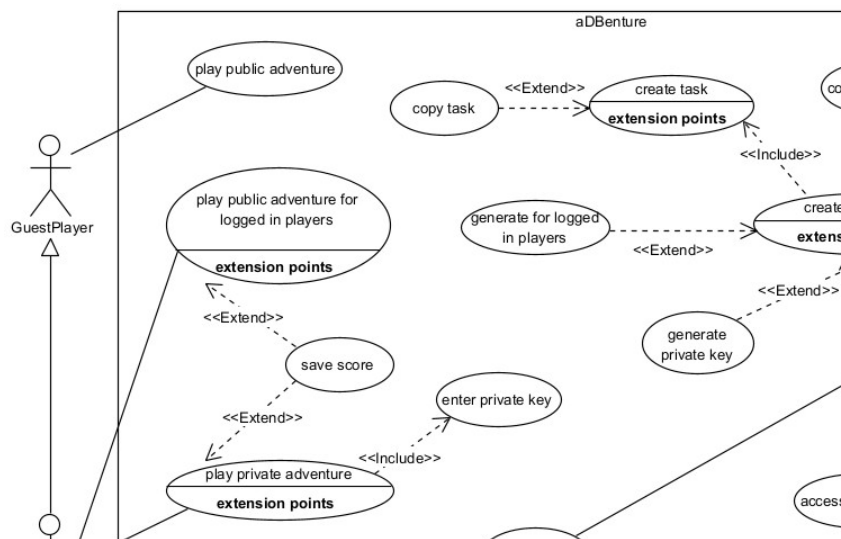 aDBenture
play public adventure
<<Extend>>
copy task
create task
extension points
<<Include>>
GuestPlayer
play public adventure for
logged in players
extension points
generate for logged
in players
<<Extend>>
create
<<Extend>>
generate
private key
<<Extend>>
save score
<<Extend>>
enter private key
<<Include>>
play private adventure
extension points
access